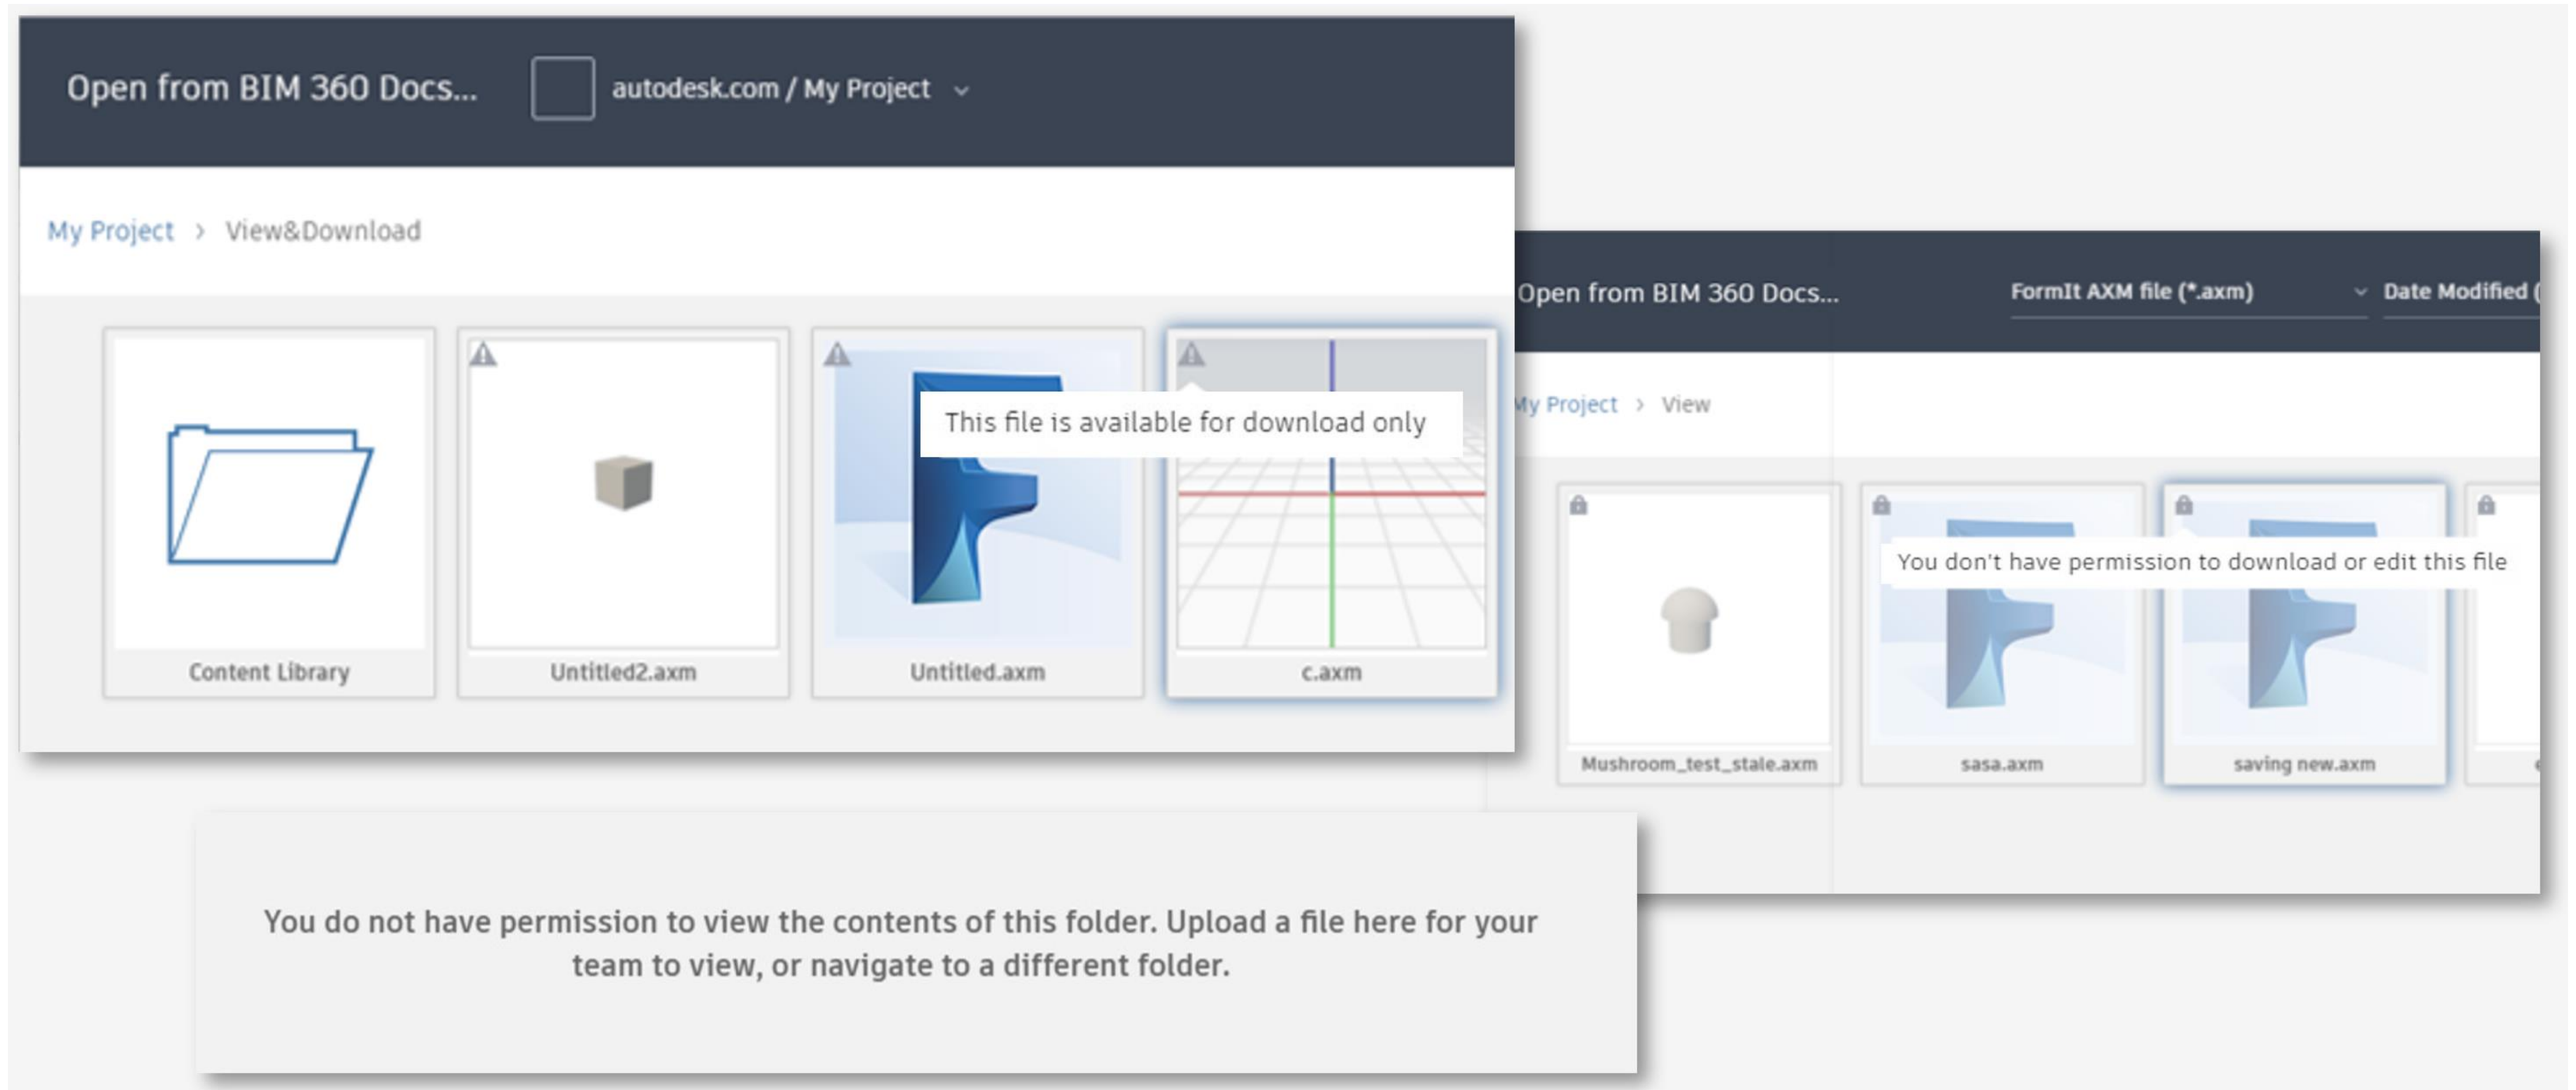 Open from BIM 360 Docs...
autodesk.com / My Project
My Project > View&Download
This file is available for download only
Content Library
Untitled2.axm
Untitled.axm
c.axm
Open from BIM 360 Docs...
FormIt AXM file (*.axm)
Date Modified (
My Project > View
You don't have permission to download or edit this file
Mushroom_test_stale.axm
sasa.axm
saving new.axm
You do not have permission to view the contents of this folder. Upload a file here for your
team to view, or navigate to a different folder.